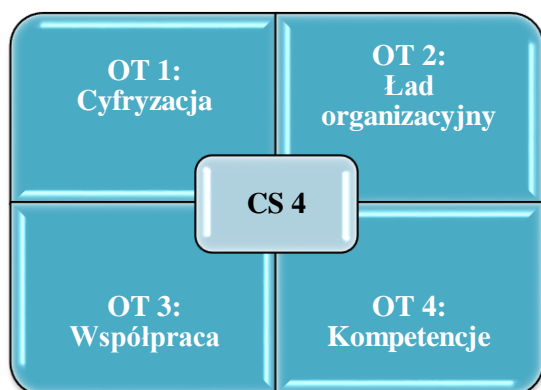 OT 1:
Cyfryzacja
OT 2:
Ład
organizacyjny
CS 4
OT 3:
Współpraca
OT 4:
Kompetencje